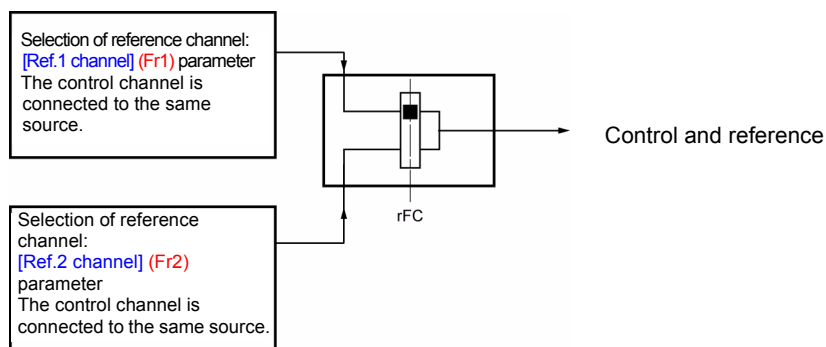 Selection of reference channel:
[Ref.1 channel] (Fr1) parameter
The control channel is
connected to the same
source.
Control and reference
rFC
Selection of reference
channel:
[Ref.2 channel] (Fr2)
parameter
The control channel is
connected to the same source.